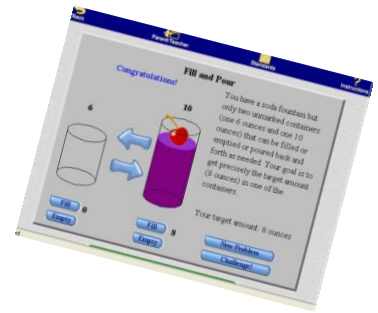 Back
Parent/Teacher
Standards
Instructions
Congratulations!
Fill and Pour
6
10
You have a soda fountain but
only two unmarked containers
(one 6 ounces and one 10
ounces) that can be filled or
emptied or poured back and
forth as needed. Your goal is to
get precisely the target amount
(8 ounces) in one of the
containers.
Fill
0
Empty
Fill
8
Empty
Your target amount: 8 ounces
New Problem
Challenge!